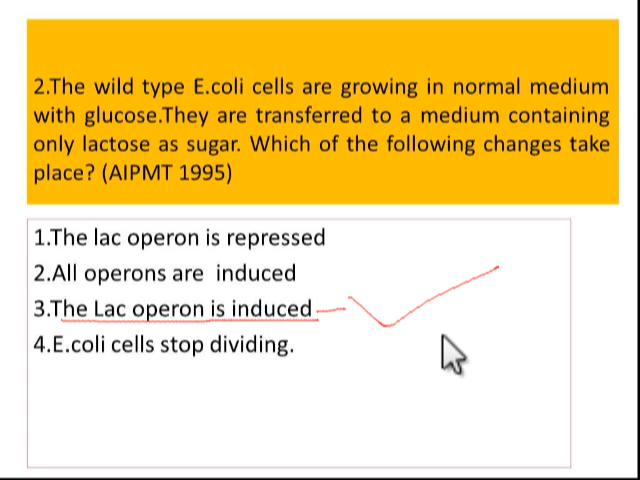 2.The wild type E.coli cells are growing in normal medium
with glucose.They are transferred to a medium containing
only lactose as sugar. Which of the following changes take
place? (AIPMT 1995)
1.The lac operon is repressed
2.All operons are induced
3.The Lac operon is induced
4.E.coli cells stop dividing.